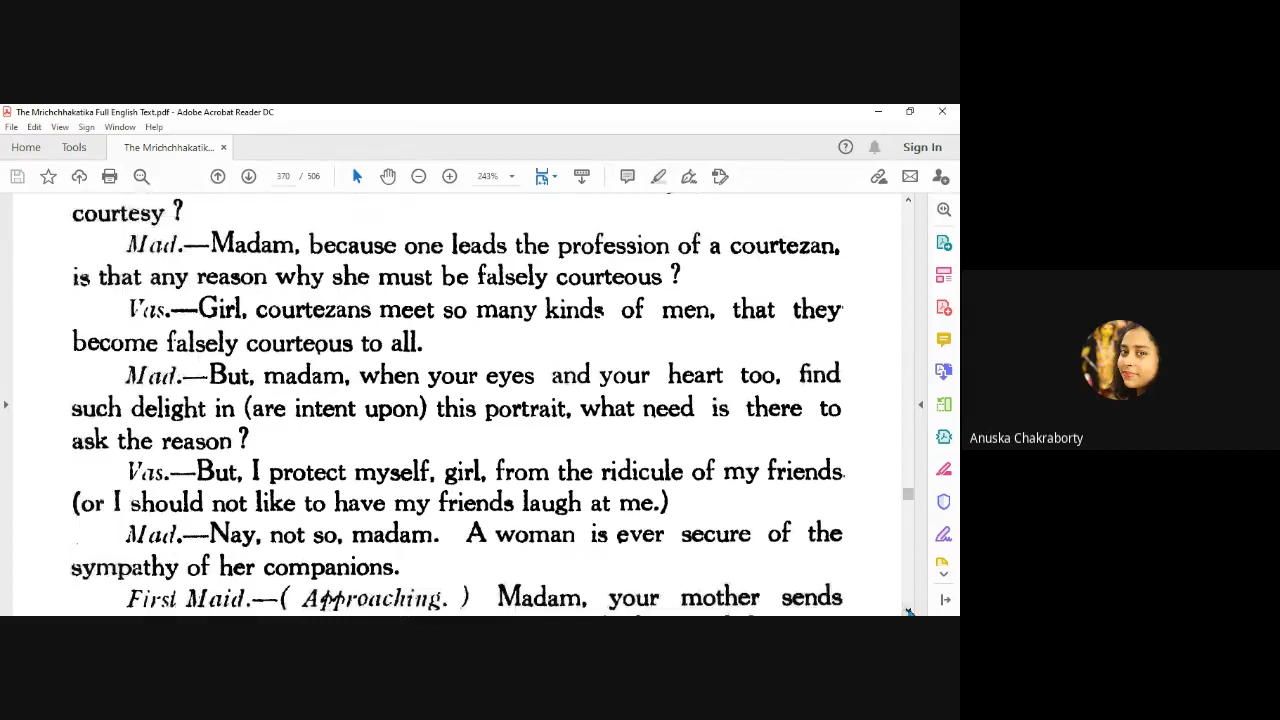 The Mrichchhakatika Full English Text.pdf - Adobe Acrobat Reader DC
File Edit View Sign Window Help
Home Tools The Mrichchhakatik... × Sign In
370 / 506 243%
courtesy ?
Mad.—Madam, because one leads the profession of a courtezan,
is that any reason why she must be falsely courteous ?
Vas.—Girl, courtezans meet so many kinds of men, that they
become falsely courteous to all.
Mad.—But, madam, when your eyes and your heart too, find
such delight in (are intent upon) this portrait, what need is there to
ask the reason ?
Vas.—But, I protect myself, girl, from the ridicule of my friends
(or I should not like to have my friends laugh at me.)
Mad.—Nay, not so, madam. A woman is ever secure of the
sympathy of her companions.
First Maid.—( Approaching. ) Madam, your mother sends
Anuska Chakraborty